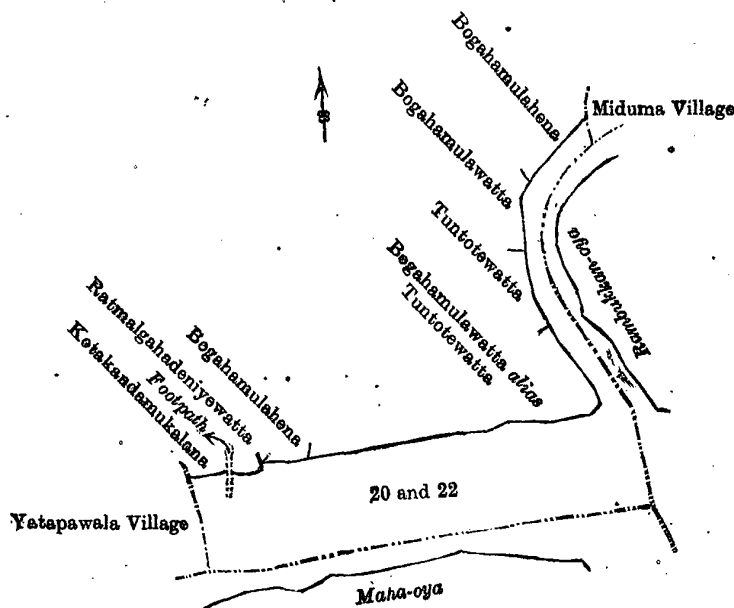 Bogahamulahena
Miduma Village
Bogahamulawatta
Tuntotewatta
Rambukkan-oya
Bogahamulawatta alias
Tuntotewatta
Bogahamulahena
Ratmalgahadeniyewatta
Footpath
Kotakandamukalana
20 and 22
Yatapawala Village
Maha-oya